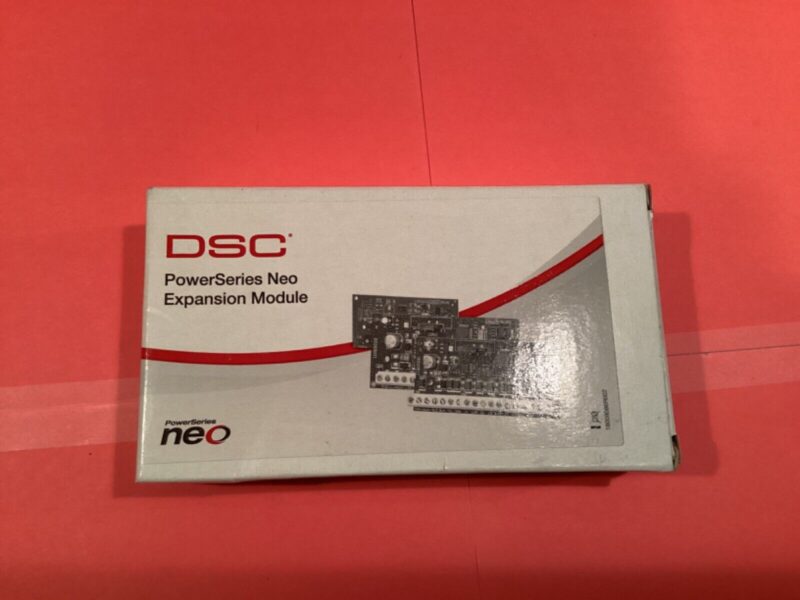 DSC®
PowerSeries Neo
Expansion Module
PowerSeries
neo